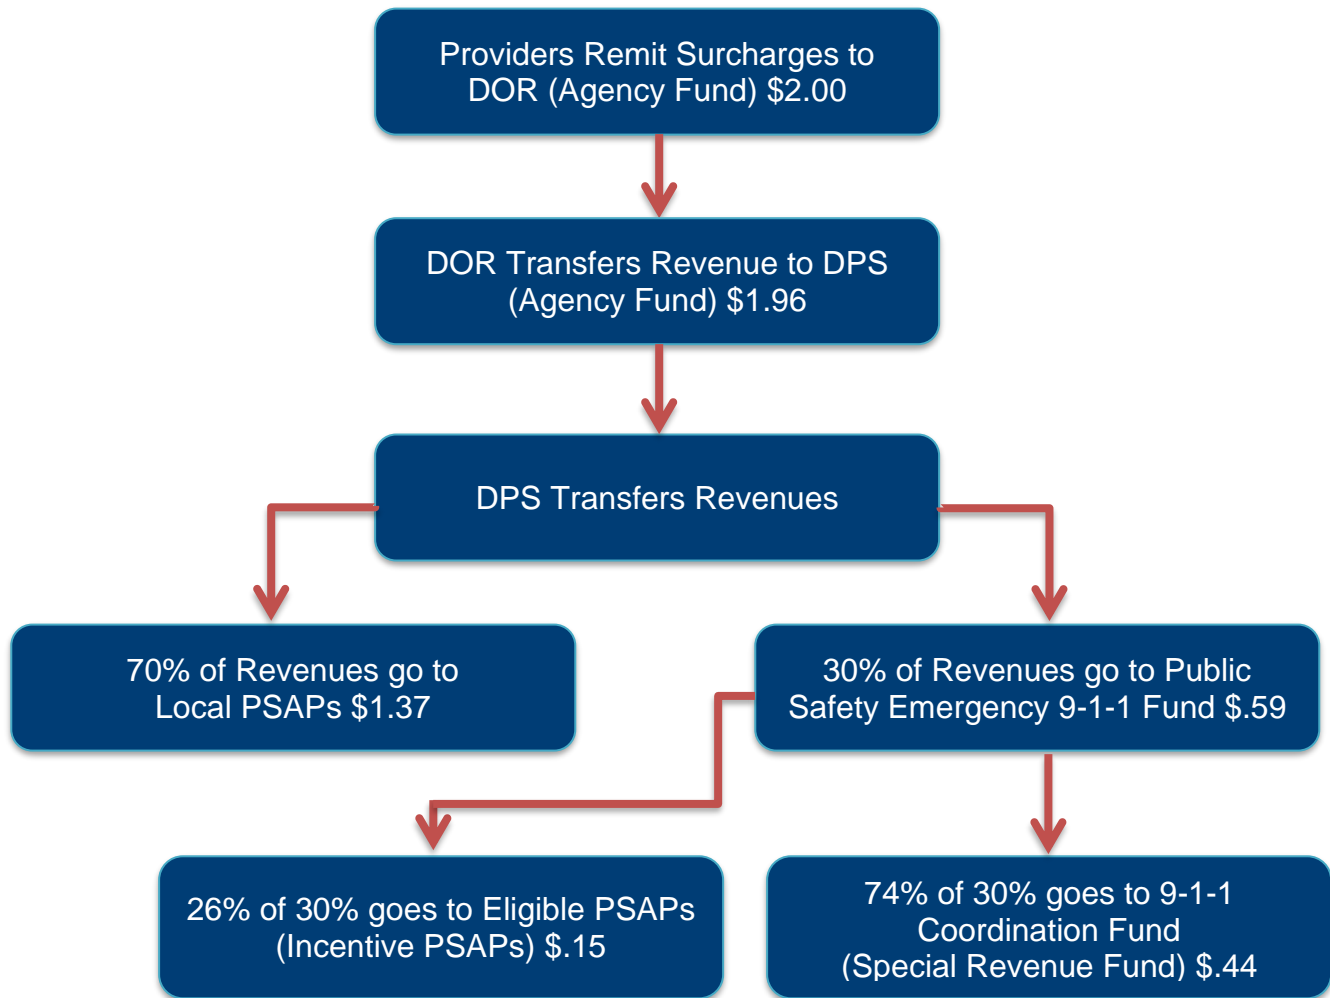 Providers Remit Surcharges to
DOR (Agency Fund) $2.00
DOR Transfers Revenue to DPS
(Agency Fund) $1.96
DPS Transfers Revenues
70% of Revenues go to
Local PSAPs $1.37
30% of Revenues go to Public
Safety Emergency 9-1-1 Fund $.59
26% of 30% goes to Eligible PSAPs
(Incentive PSAPs) $.15
74% of 30% goes to 9-1-1
Coordination Fund
(Special Revenue Fund) $.44